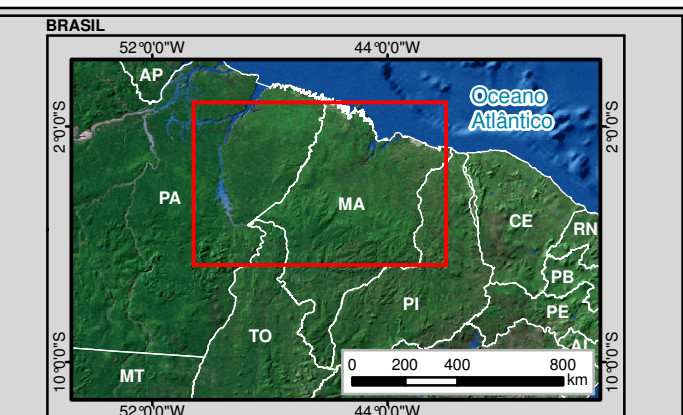 BRASIL
52°0'0"W 44°0'0"W
AP
Oceano
Atlântico
2°0'0"S 2°0'0"S
PA
MA
CE
RN
PB
PE
PI
AL
TO
MT
10°0'0"S 10°0'0"S
0 200 400 800
km
52°0'0"W 44°0'0"W